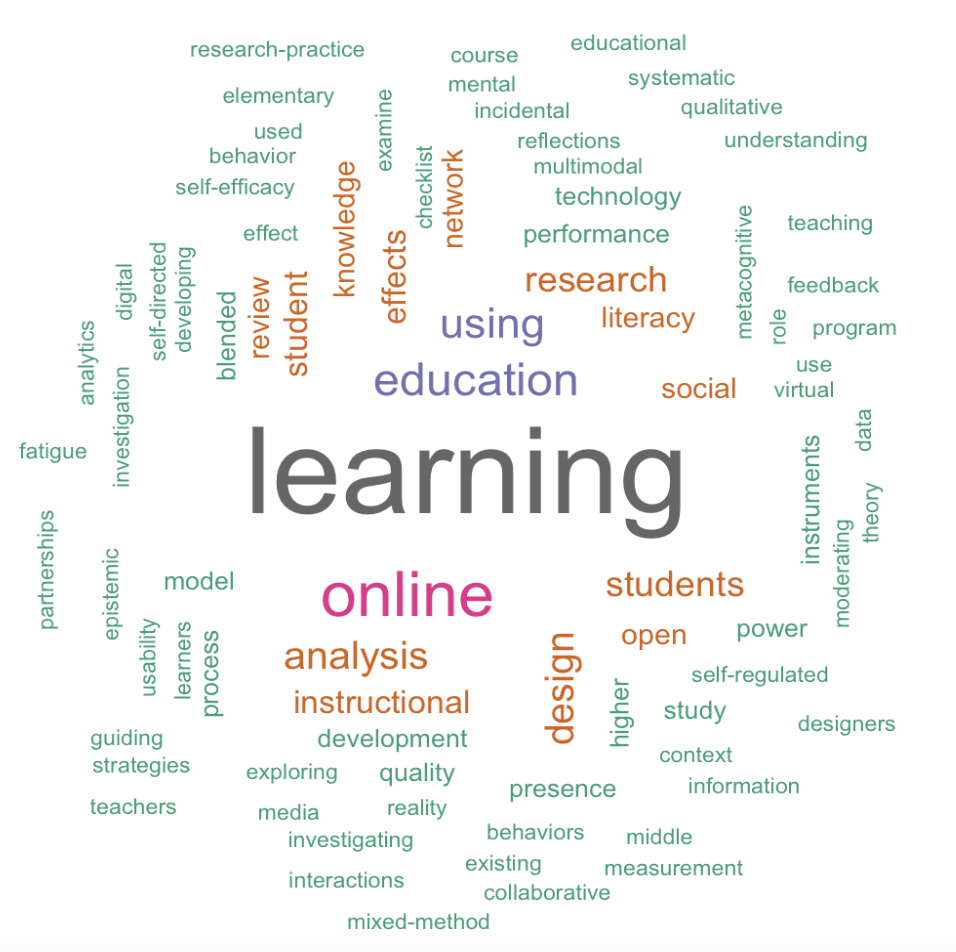 research-practice
course
educational
mental
systematic
elementary
examine
incidental
qualitative
used
reflections
understanding
behavior
checklist
network
multimodal
self-efficacy
knowledge
technology
effect
effects
performance
metacognitive
teaching
digital
self-directed
developing
blended
review
student
research
feedback
using
literacy
role
program
analytics
investigation
education
social
use
virtual
fatigue
learning
data
instruments
theory
moderating
partnerships
epistemic
model
online
students
usability
learners
process
analysis
design
open
power
instructional
higher
self-regulated
study
designers
guiding
development
strategies
exploring
quality
context
presence
information
teachers
media
reality
investigating
behaviors
middle
existing
measurement
interactions
collaborative
mixed-method